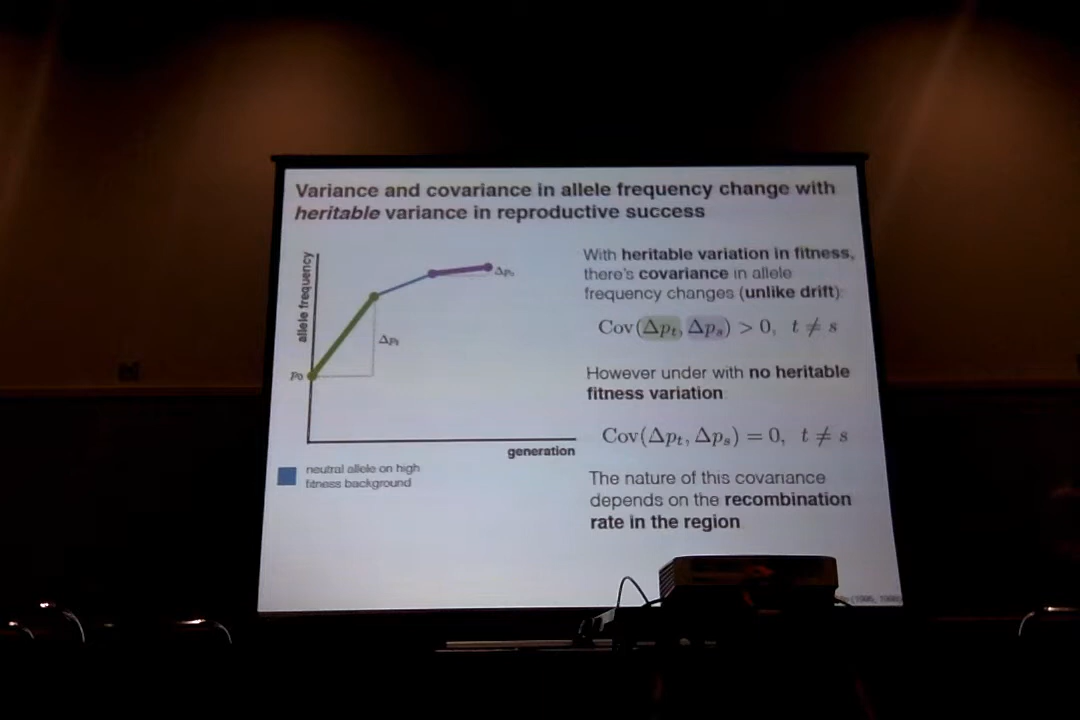 Variance and covariance in allele frequency change with
heritable variance in reproductive success
allele frequency
p₀
Δp₀
generation
neutral allele on high
fitness background
With heritable variation in fitness,
there's covariance in allele
frequency changes (unlike drift):
Cov(Δpₜ, Δpₛ) > 0, t ≠ s
However under with no heritable
fitness variation
Cov(Δpₜ, Δpₛ) = 0, t ≠ s
The nature of this covariance
depends on the recombination
rate in the region